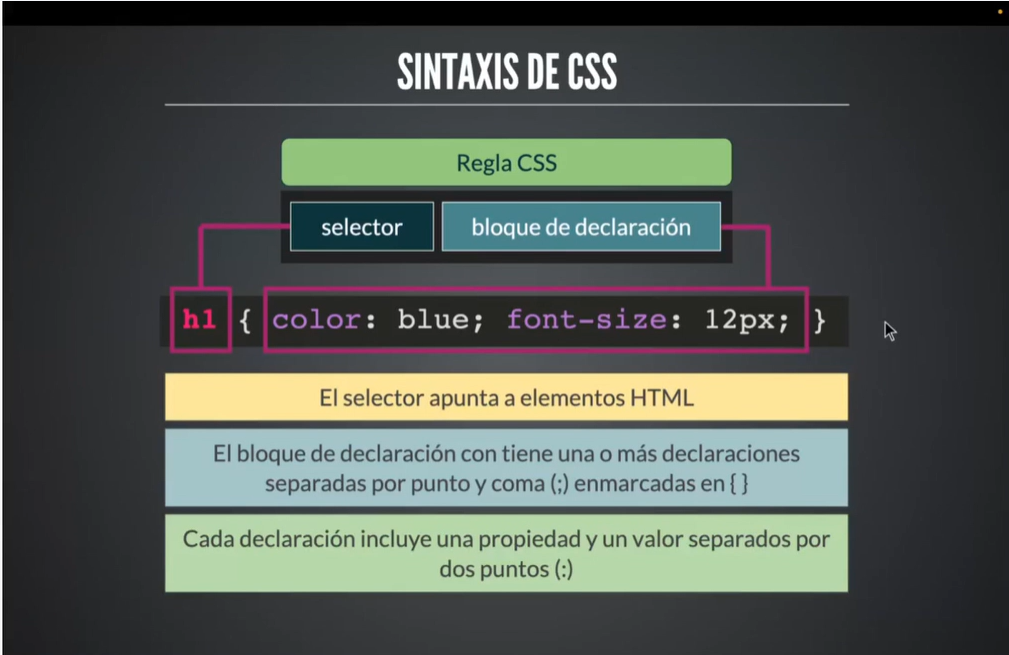 SINTAXIS DE CSS
Regla CSS
selector
bloque de declaración
h1 { color: blue; font-size: 12px; }
El selector apunta a elementos HTML
El bloque de declaración con tiene una o más declaraciones
separadas por punto y coma (;) enmarcadas en { }
Cada declaración incluye una propiedad y un valor separados por
dos puntos (:)